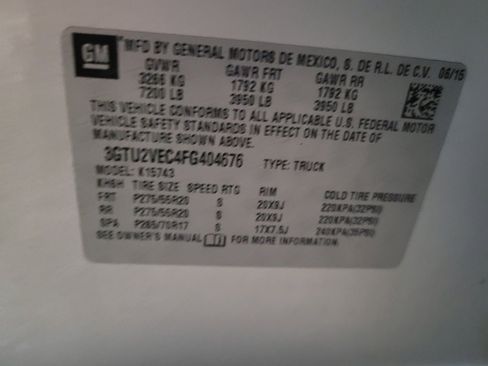 GM *MFD BY GENERAL MOTORS DE MEXICO, S. DE R.L. DE C.V. 06/15
GVWR GAWR FRT GAWR RR
3266 KG 1792 KG 1792 KG
7200 LB 3950 LB 3950 LB
THIS VEHICLE CONFORMS TO ALL APPLICABLE U.S. FEDERAL MOTOR
VEHICLE SAFETY STANDARDS IN EFFECT ON THE DATE OF
MANUFACTURE SHOWN ABOVE.
3GTU2VEC4FG404676 TYPE: TRUCK
MODEL: K15743
KHGH TIRE SIZE SPEED RTG RIM COLD TIRE PRESSURE
FRT P275/55R20 S 20X9J 220KPA(32PSI)
RR P275/55R20 S 20X9J 220KPA(32PSI)
SPA P265/70R17 S 17X7.5J 240KPA(35PSI)
SEE OWNER'S MANUAL FOR MORE INFORMATION.